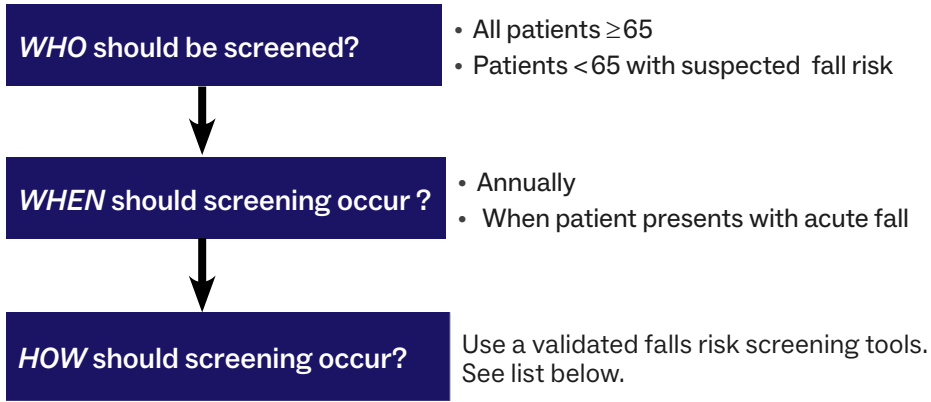 WHO should be screened?
• All patients ≥65
• Patients <65 with suspected fall risk
WHEN should screening occur ?
• Annually
• When patient presents with acute fall
HOW should screening occur?
Use a validated falls risk screening tools.
See list below.